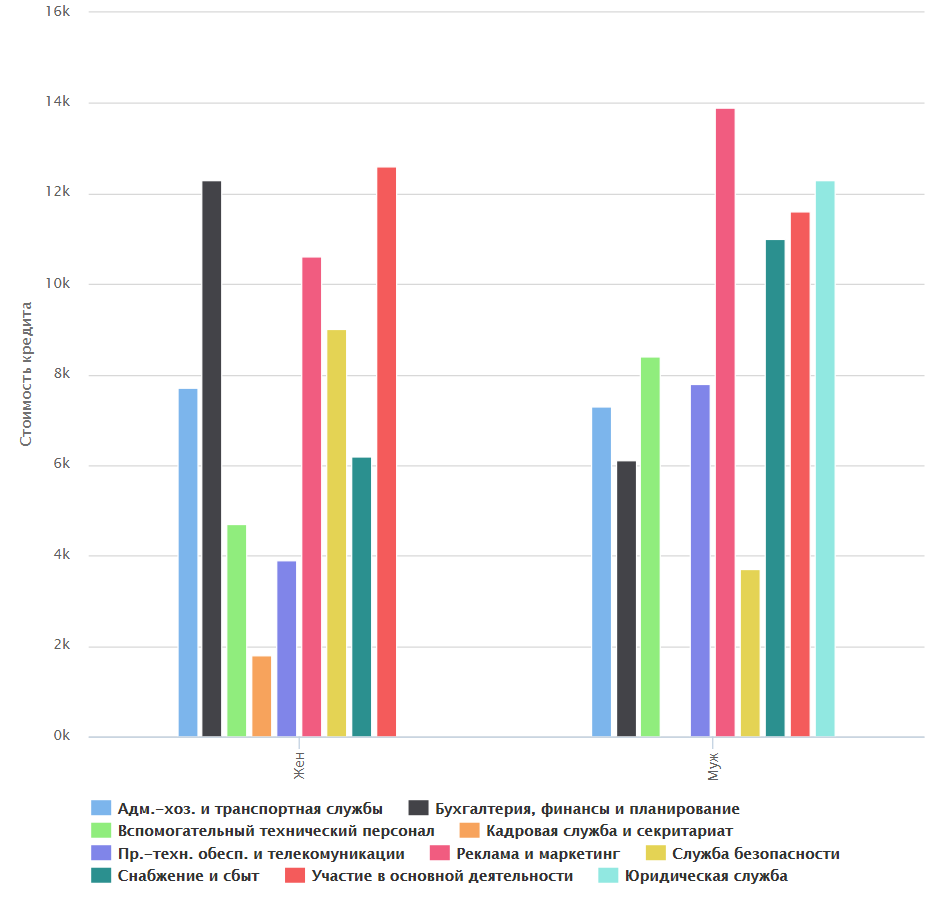 16k
14k
12k
10k
8k
6k
4k
2k
0k
Стоимость кредита
Жен
Муж
Адм.-хоз. и транспортная службы Бухгалтерия, финансы и планирование
Вспомогательный технический персонал Кадровая служба и секритариат
Пр.-техн. обесп. и телекомуникации Реклама и маркетинг Служба безопасности
Снабжение и сбыт Участие в основной деятельности Юридическая служба